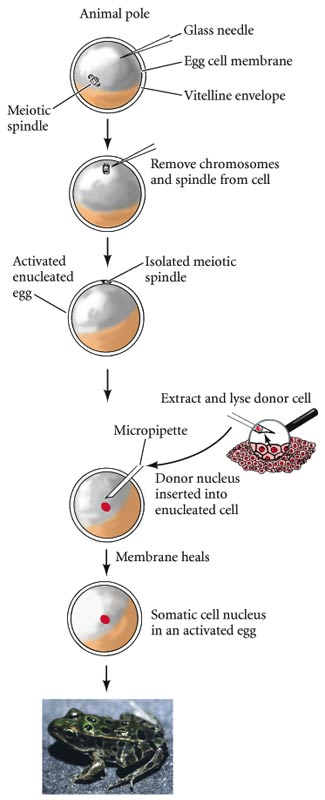 Animal pole
Glass needle
Egg cell membrane
Vitelline envelope
Meiotic
spindle
Remove chromosomes
and spindle from cell
Activated
enucleated
egg
Isolated meiotic
spindle
Extract and lyse donor cell
Micropipette
Donor nucleus
inserted into
enucleated cell
Membrane heals
Somatic cell nucleus
in an activated egg